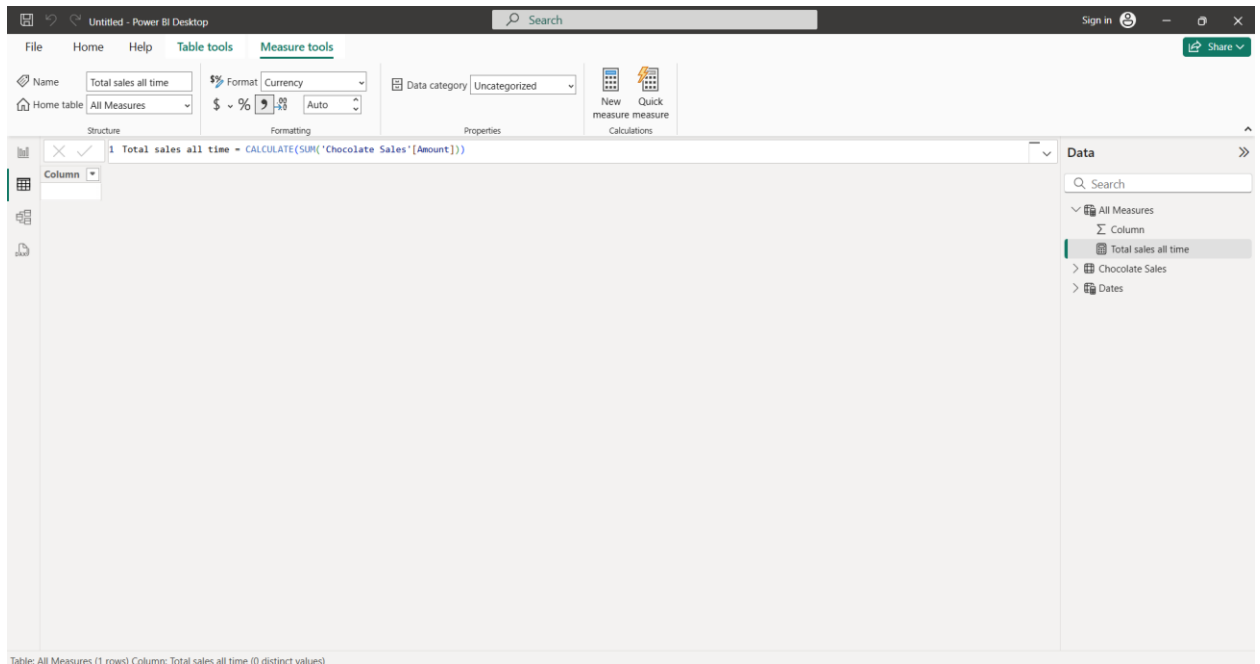 Untitled - Power BI Desktop
Search
Sign in
File Home Help Table tools Measure tools
Share
Name Total sales all time
$% Format Currency
Data category Uncategorized
Home table All Measures
$ % Auto
New measure
Quick measure
Structure
Formatting
Properties
Calculations
1 Total sales all time = CALCULATE(SUM('Chocolate Sales'[Amount]))
Data
Column
Search
All Measures
Σ Column
Total sales all time
Chocolate Sales
Dates
Table: All Measures (1 rows) Column: Total sales all time (0 distinct values)